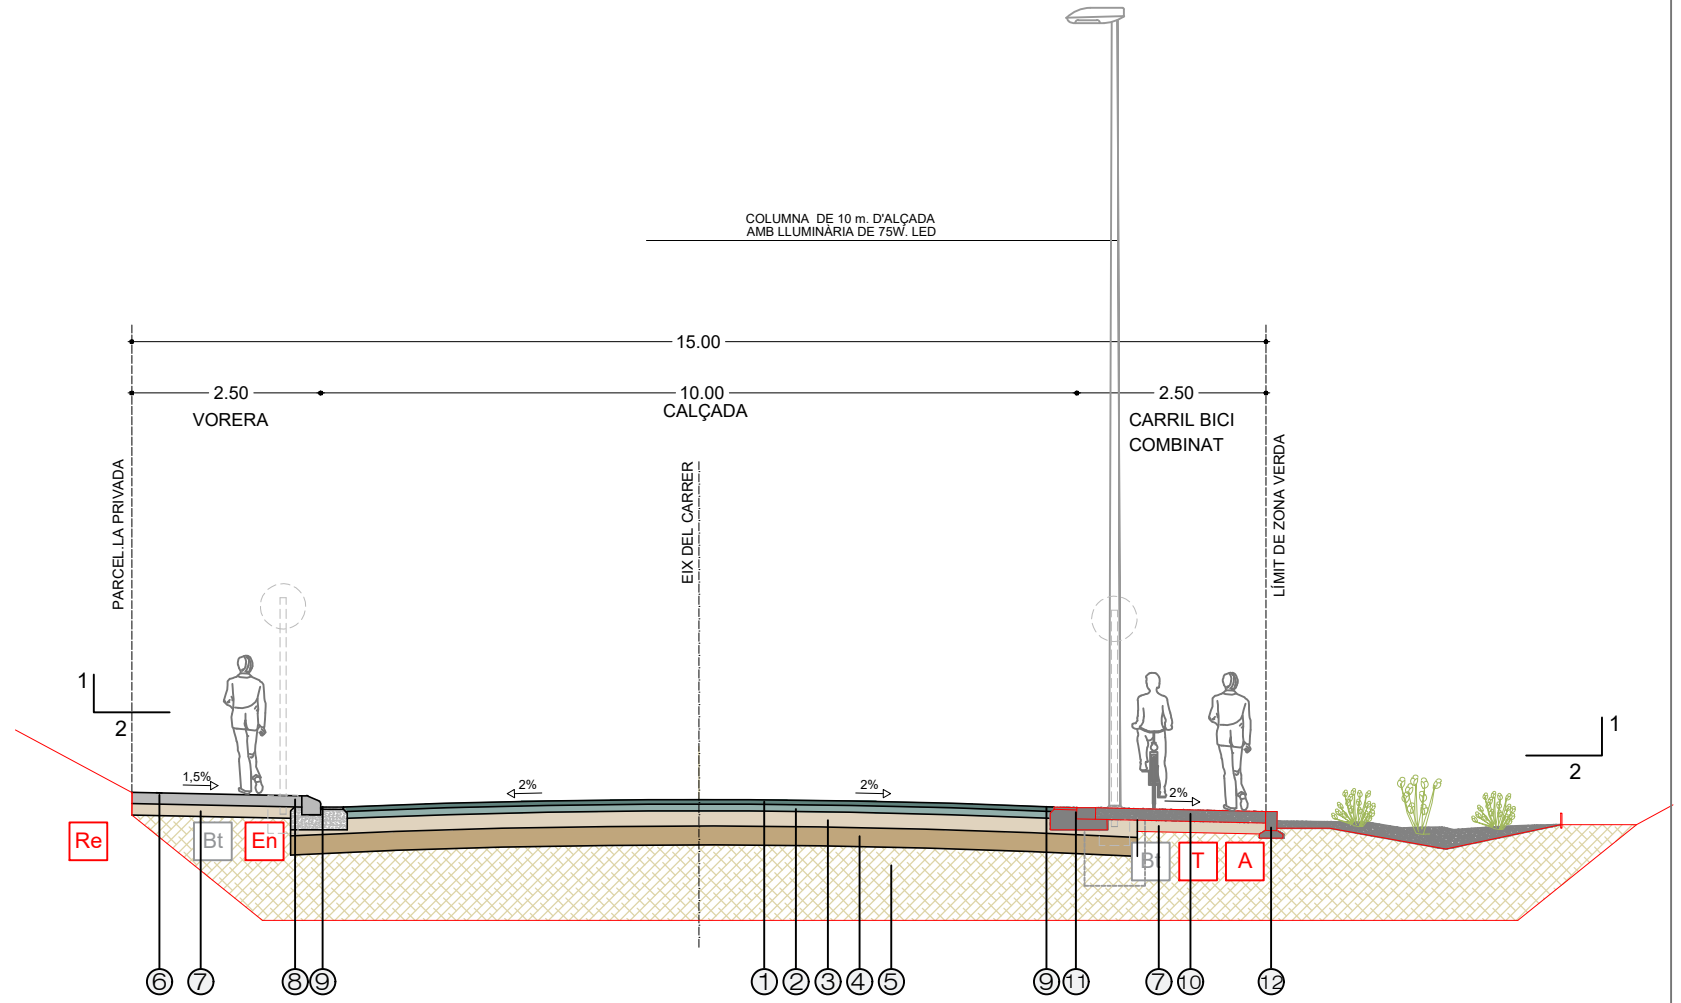 COLUMNA DE 10 m. D'ALÇADA
AMB LLUMINÀRIA DE 75W. LED
15.00
2.50
10.00
2.50
VORERA
CALÇADA
CARRIL BICI
COMBINAT
PARCEL.LA PRIVADA
EIX DEL CARRER
LÍMIT DE ZONA VERDA
1
2
1
2
1,5%
2%
2%
2%
Re
Bt
En
Bt
T
A
6
7
8
9
1
2
3
4
5
9
11
7
10
12